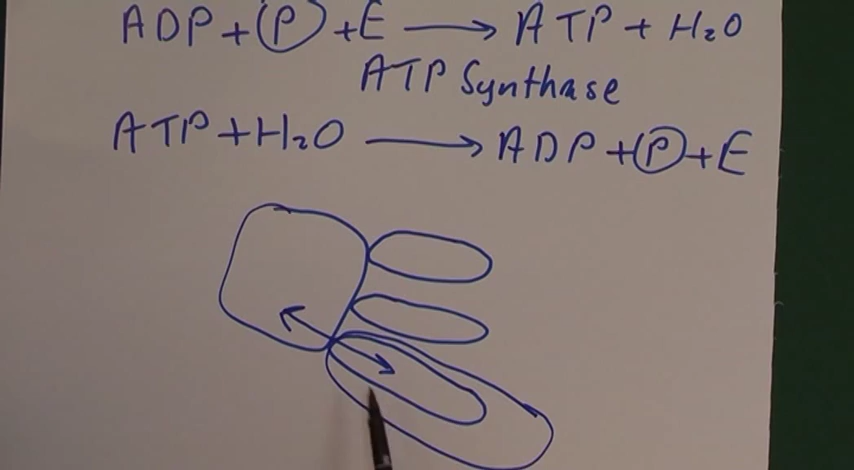 ADP + P + E → ATP + H₂O
ATP Synthase
ATP + H₂O → ADP + P + E